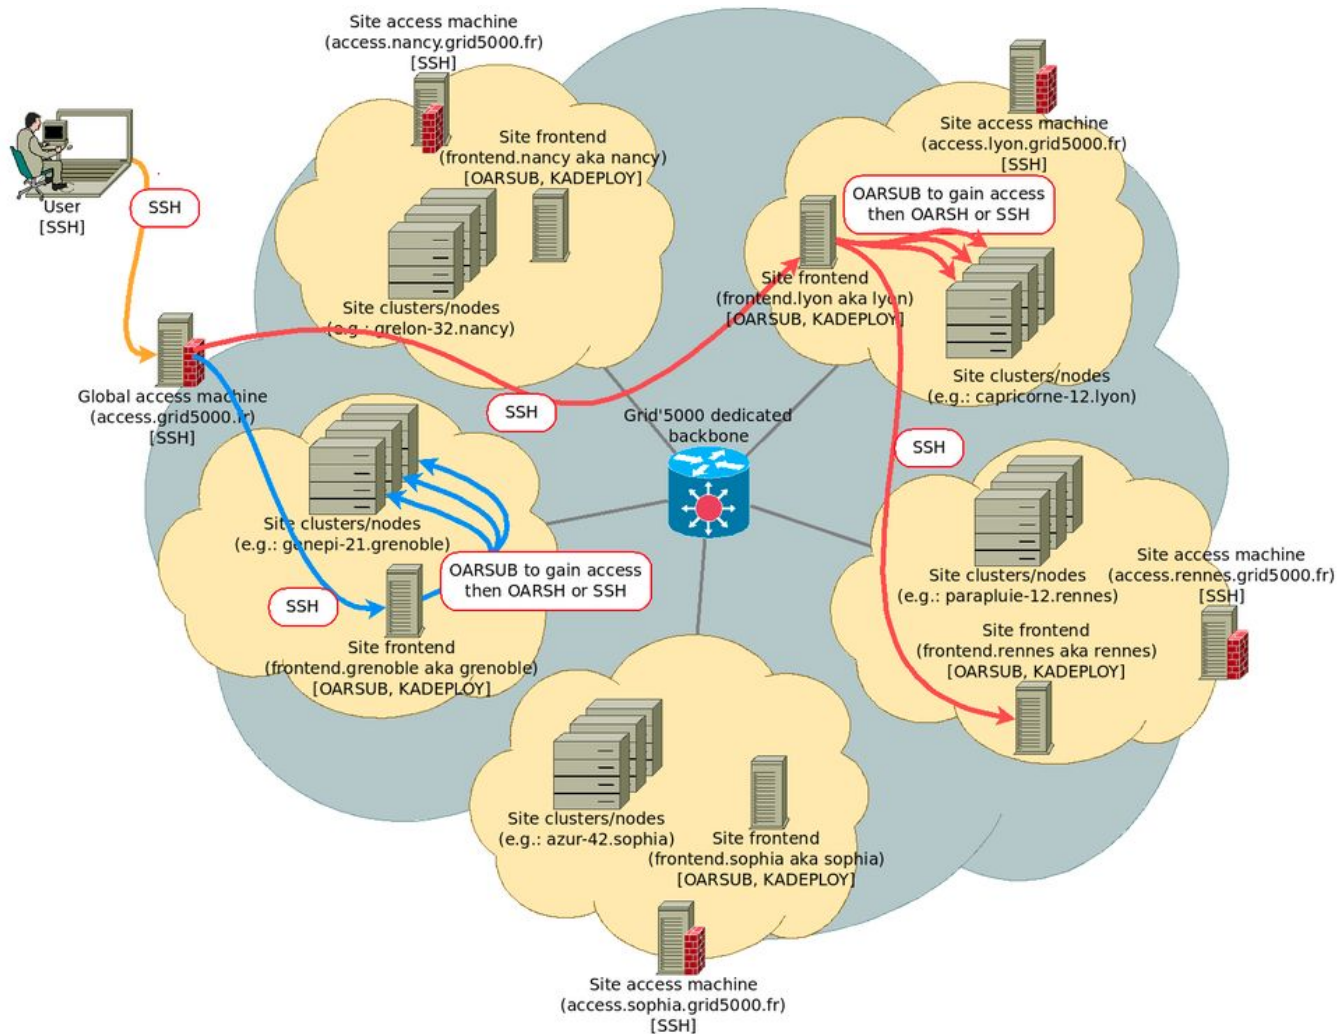 Site access machine
(access.nancy.grid5000.fr)
[SSH]
Site frontend
(frontend.nancy aka nancy)
[OARSUB, KADEPLOY]
Site clusters/nodes
(e.g.: grelon-32.nancy)
Site access machine
(access.lyon.grid5000.fr)
[SSH]
OARSUB to gain access
then OARSH or SSH
Site frontend
(frontend.lyon aka lyon)
[OARSUB, KADEPLOY]
Site clusters/nodes
(e.g.: capricorne-12.lyon)
User
[SSH]
SSH
Global access machine
(access.grid5000.fr)
[SSH]
SSH
Grid'5000 dedicated
backbone
SSH
Site clusters/nodes
(e.g.: genepi-21.grenoble)
OARSUB to gain access
then OARSH or SSH
SSH
Site frontend
(frontend.grenoble aka grenoble)
[OARSUB, KADEPLOY]
Site clusters/nodes
(e.g.: parapluie-12.rennes)
Site access machine
(access.rennes.grid5000.fr)
[SSH]
Site frontend
(frontend.rennes aka rennes)
[OARSUB, KADEPLOY]
Site clusters/nodes
(e.g.: azur-42.sophia)
Site frontend
(frontend.sophia aka sophia)
[OARSUB, KADEPLOY]
Site access machine
(access.sophia.grid5000.fr)
[SSH]